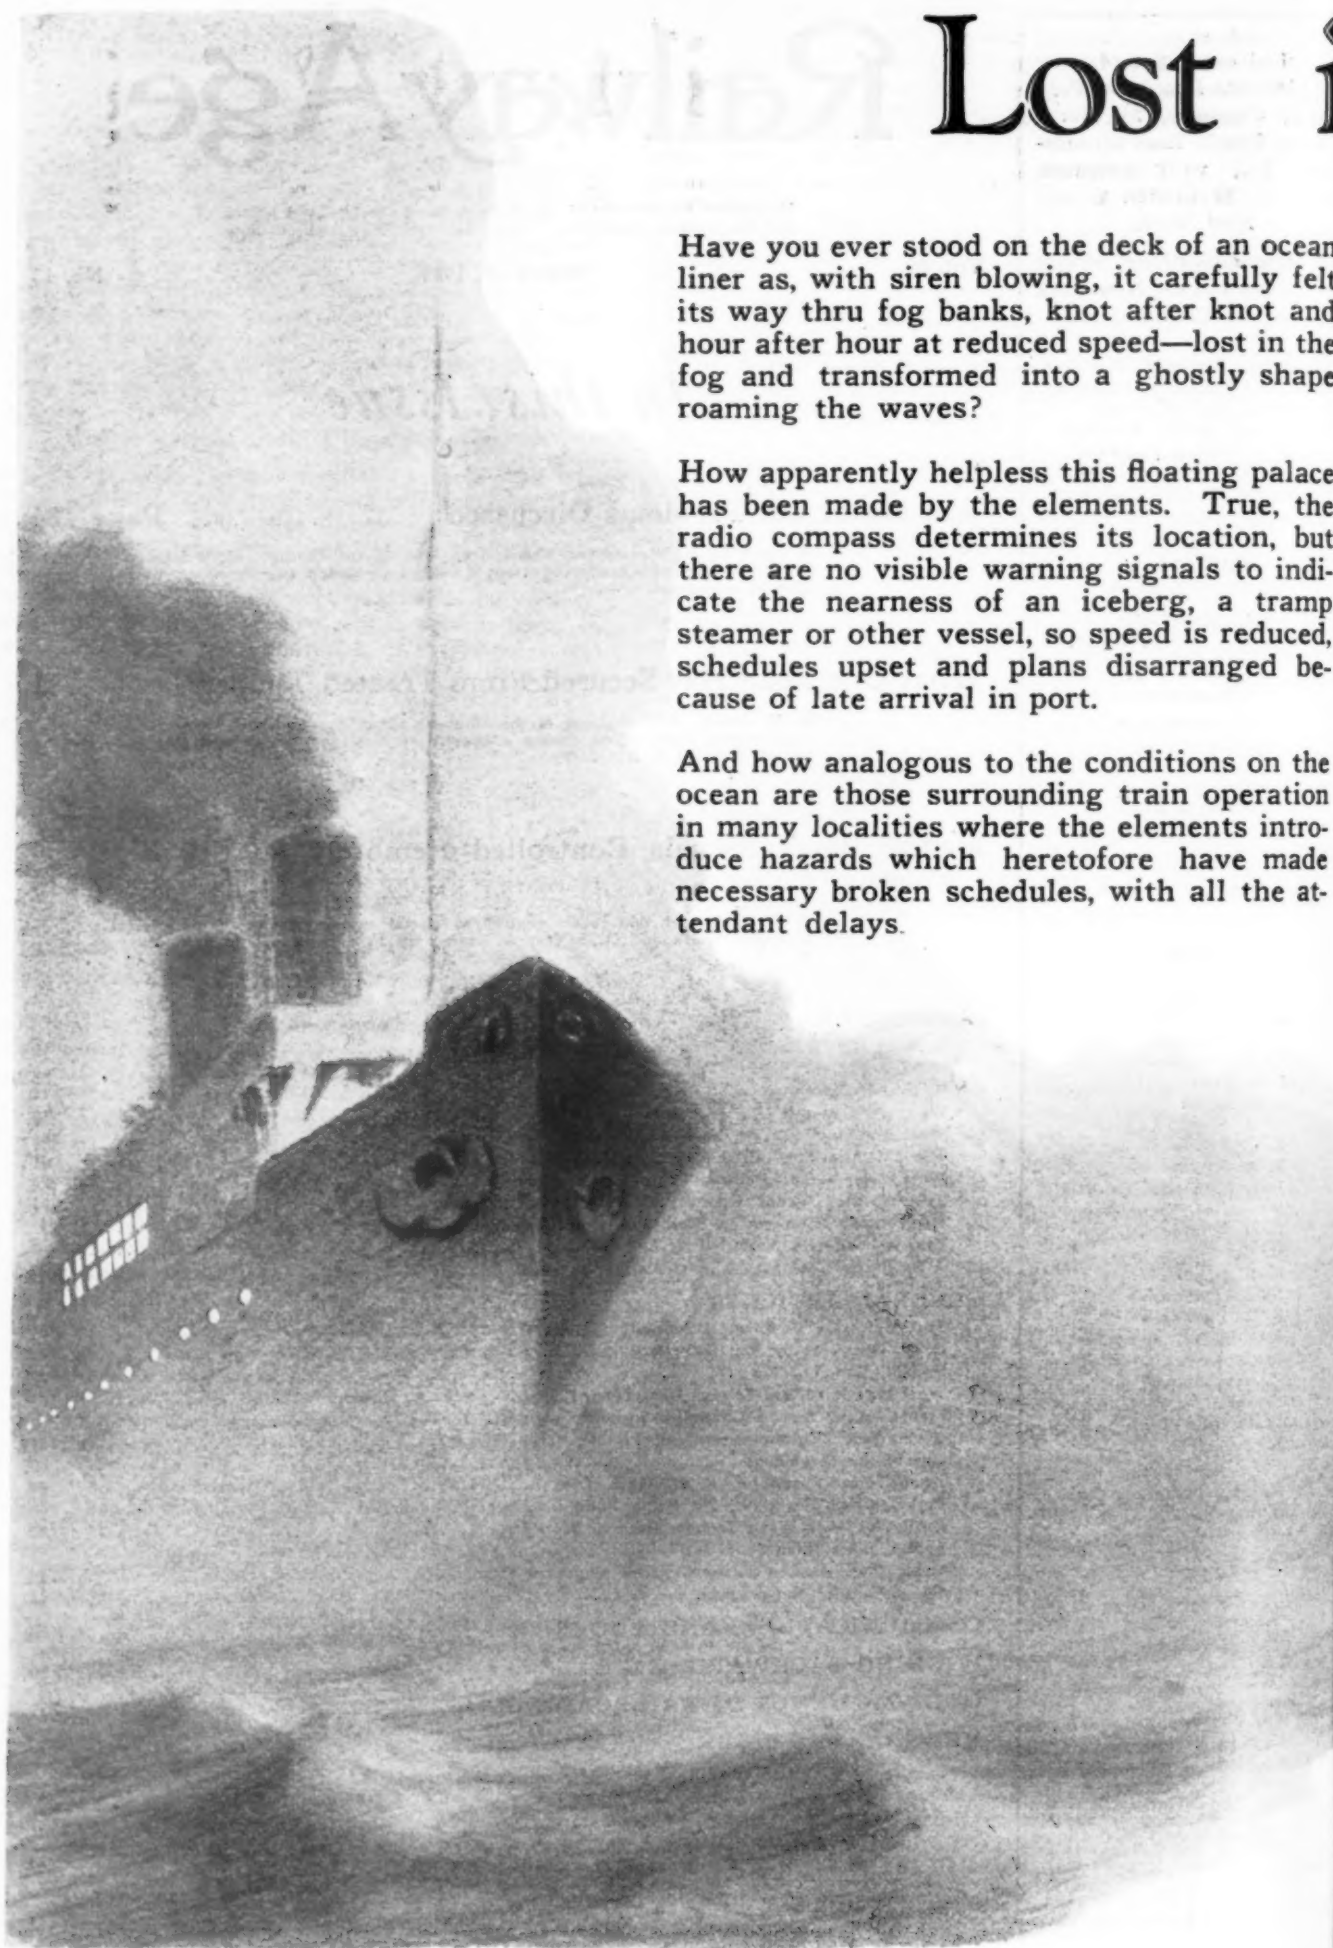 Lost i
Have you ever stood on the deck of an ocean
liner as, with siren blowing, it carefully felt
its way thru fog banks, knot after knot and
hour after hour at reduced speed—lost in the
fog and transformed into a ghostly shape
roaming the waves?
How apparently helpless this floating palace
has been made by the elements. True, the
radio compass determines its location, but
there are no visible warning signals to indi-
cate the nearness of an iceberg, a tramp
steamer or other vessel, so speed is reduced,
schedules upset and plans disarranged be-
cause of late arrival in port.
And how analogous to the conditions on the
ocean are those surrounding train operation
in many localities where the elements intro-
duce hazards which heretofore have made
necessary broken schedules, with all the at-
tendant delays.